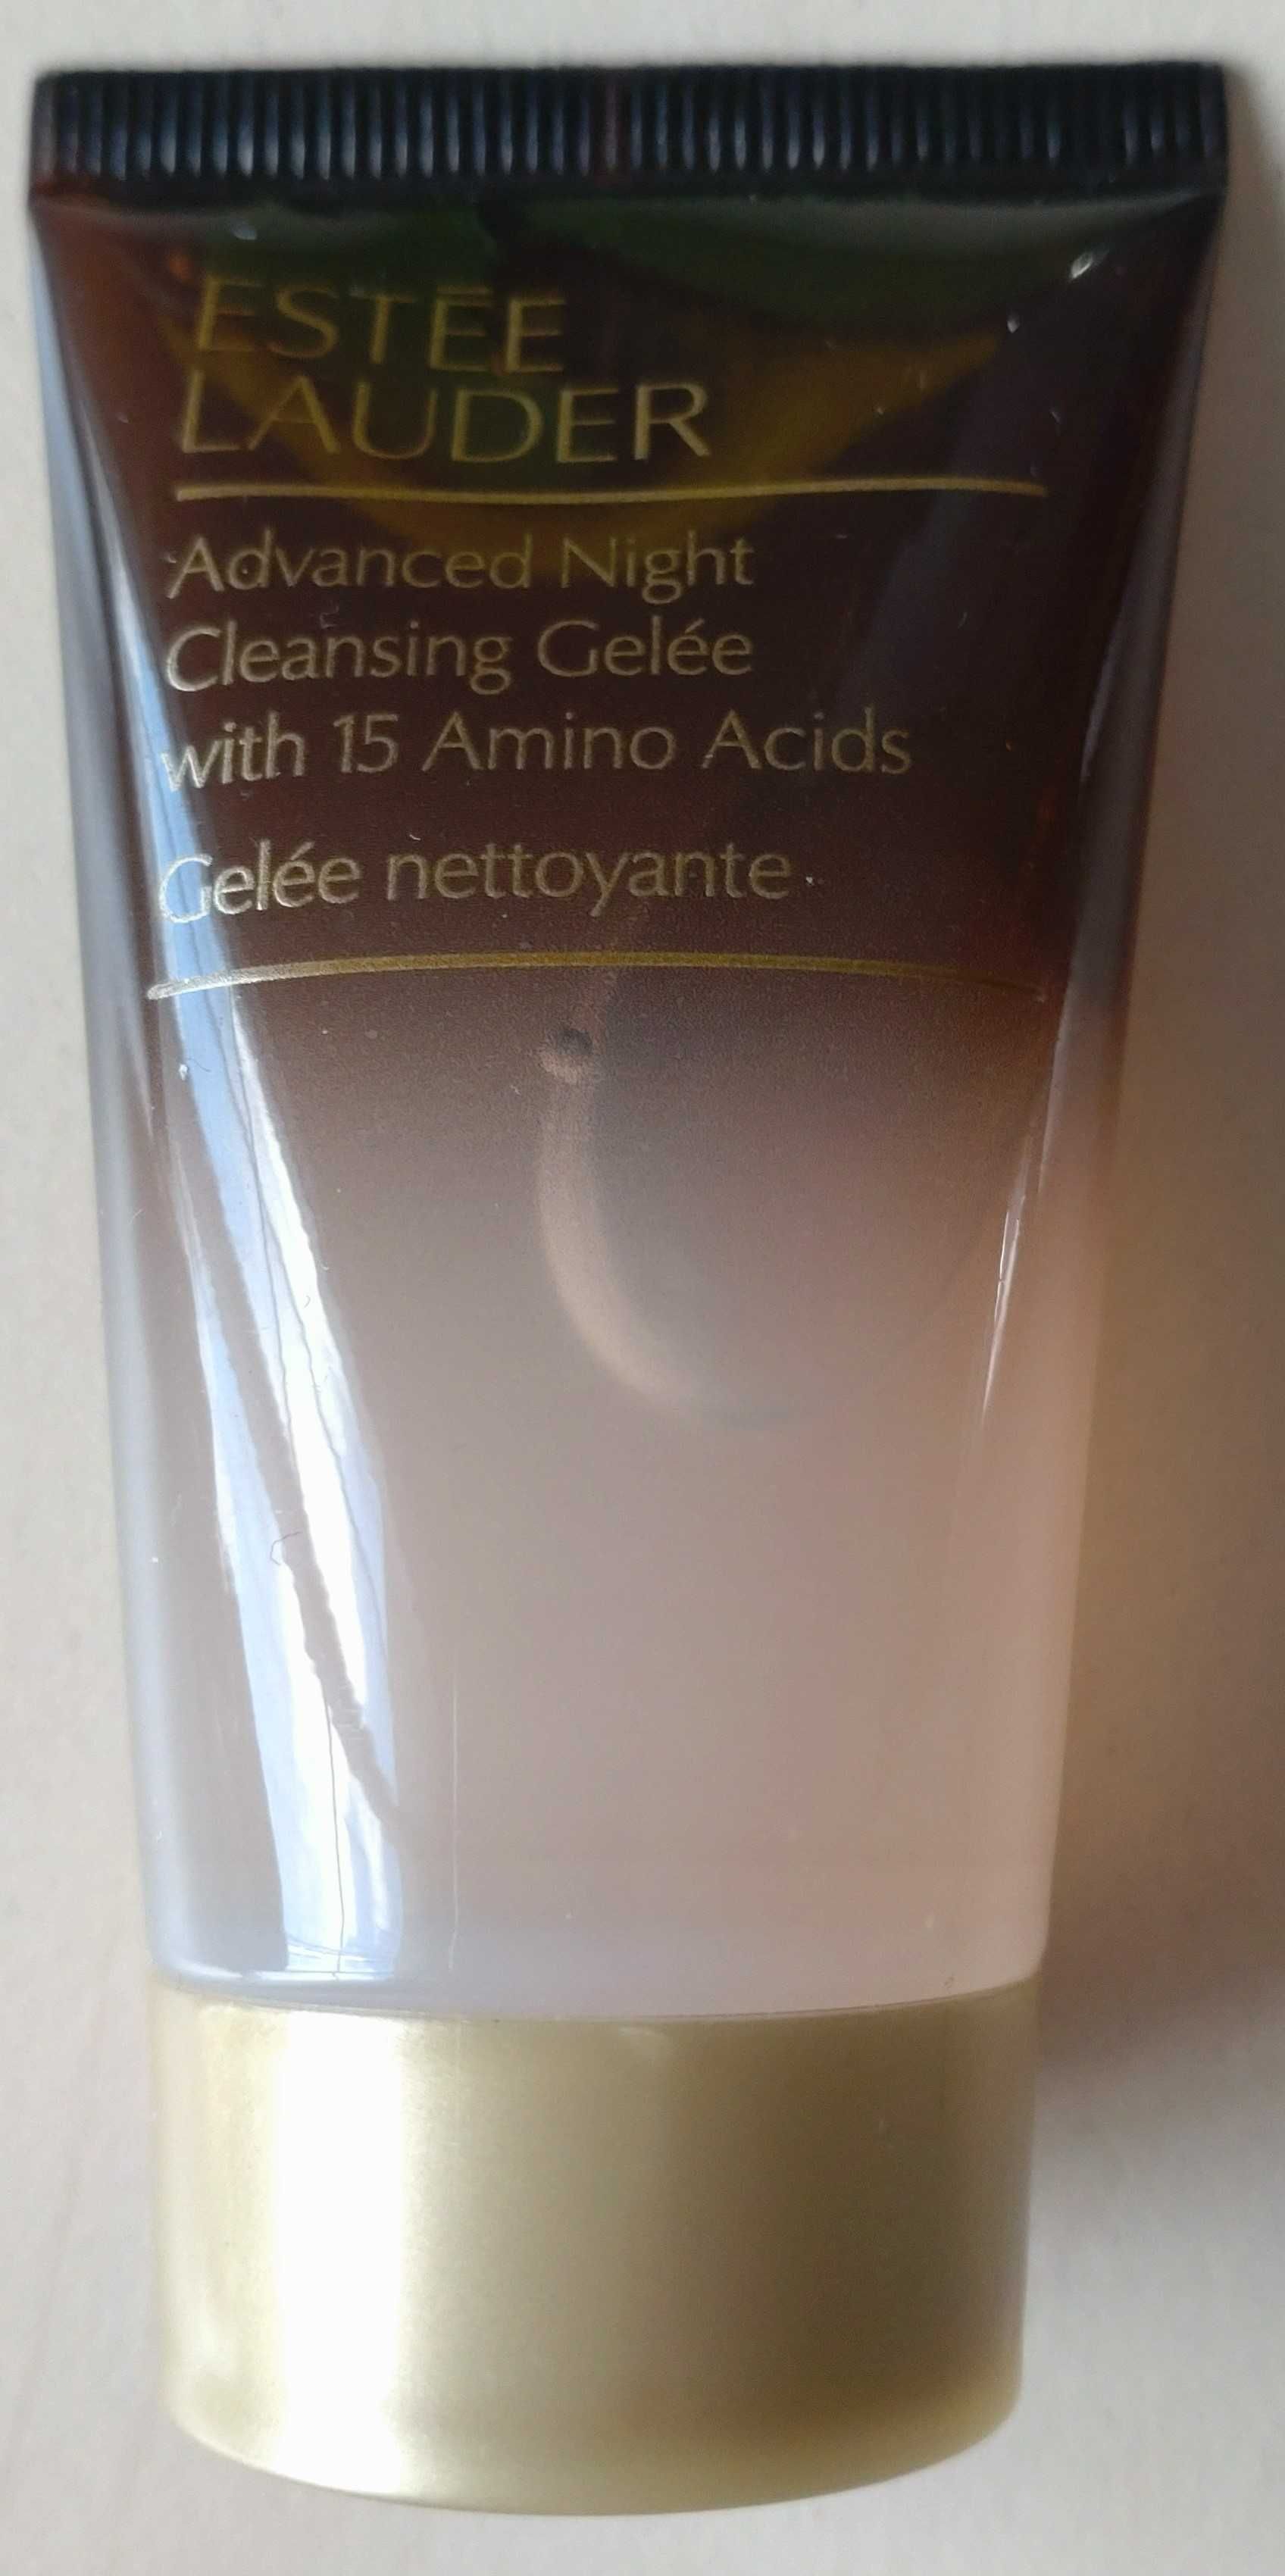 ESTĒE
LAUDER
Advanced Night
Cleansing Gelée
with 15 Amino Acids
Gelée nettoyante